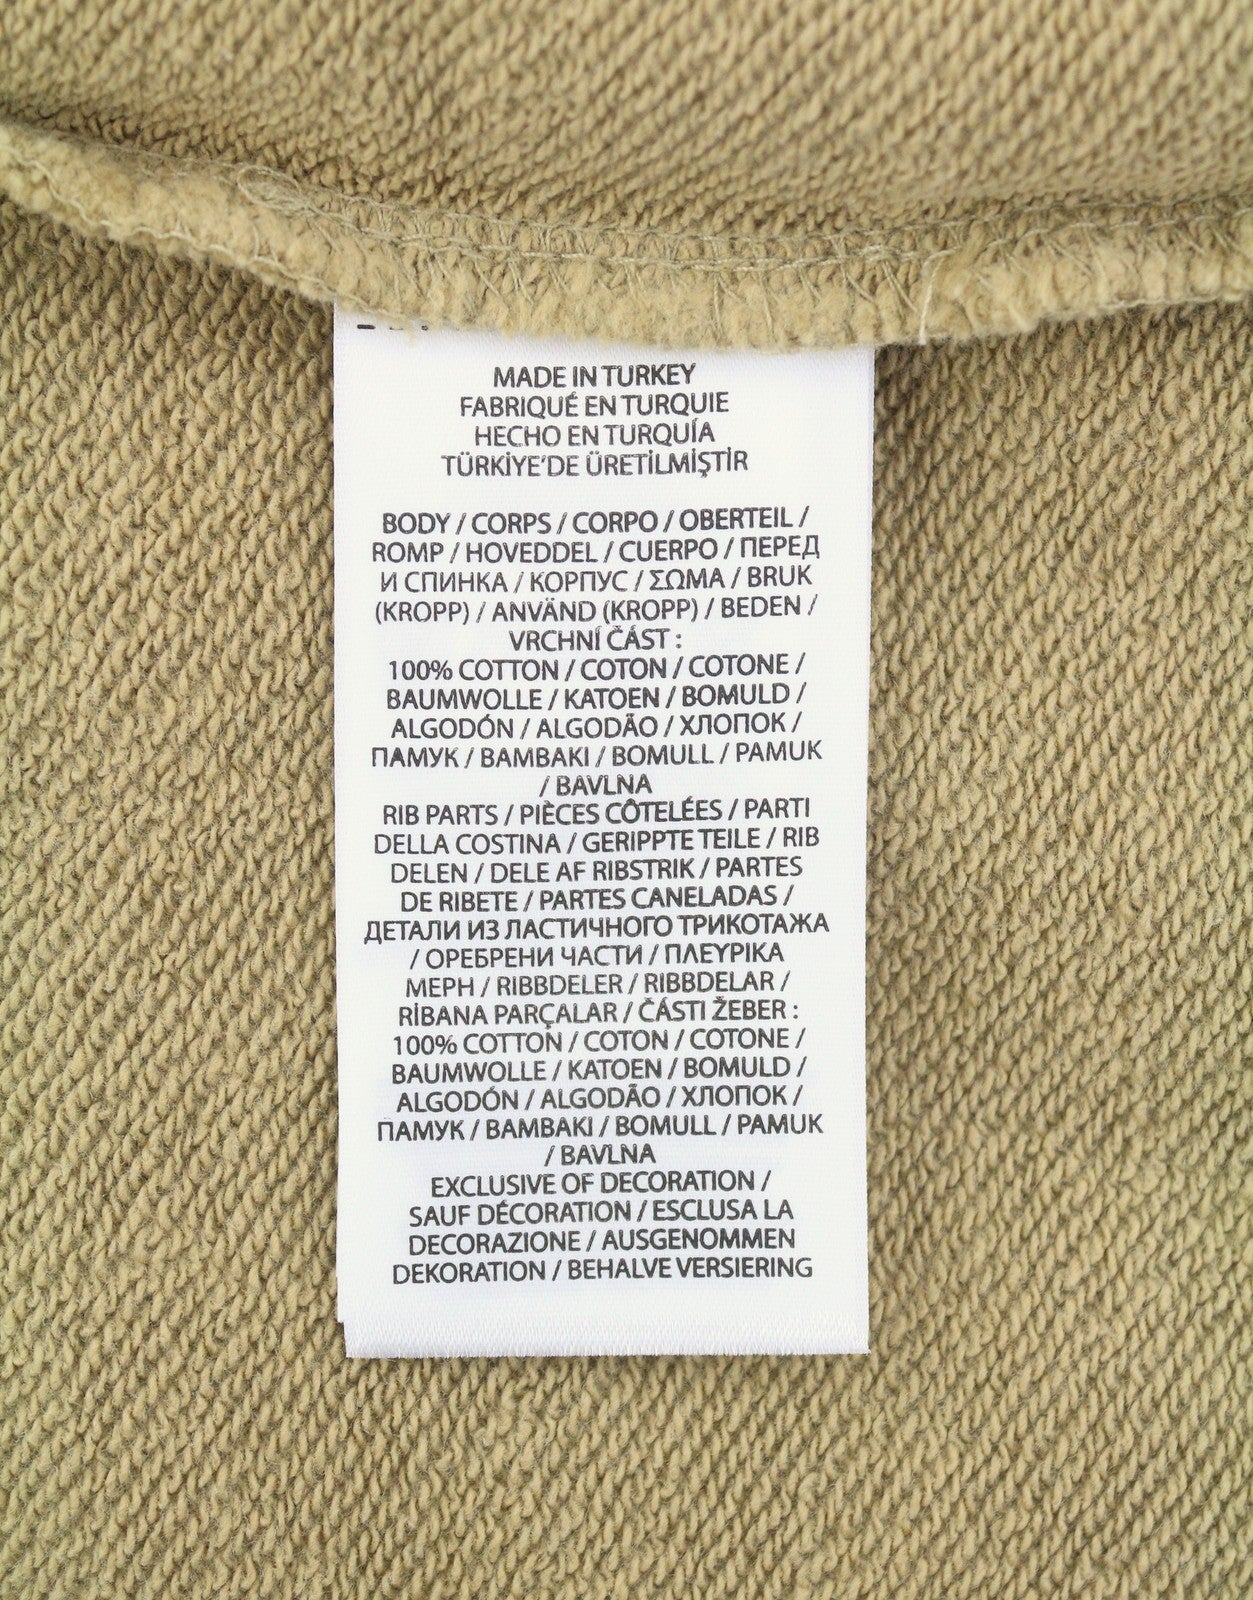 MADE IN TURKEY
FABRIQUÉ EN TURQUIE
HECHO EN TURQUÍA
TÜRKİYE'DE ÜRETİLMİŞTİR
BODY / CORPS / CORPO / OBERTEIL /
ROMP / HOVEDDEL / CUERPO / ПЕРЕД
И СПИНКА / КОРПУС / ΣΩΜΑ / BRUK
(KROPP) / ANVÄND (KROPP) / BEDEN /
VRCHNÍ ČÁST :
100% COTTON / COTON / COTONE /
BAUMWOLLE / KATOEN / BOMULD /
ALGODÓN / ALGODÃO / ХЛОПОК /
ПАМУК / BAMBAKI / BOMULL / PAMUK
/ BAVLNA
RIB PARTS / PIÈCES CÔTELÉES / PARTI
DELLA COSTINA / GERIPPTE TEILE / RIB
DELEN / DELE AF RIBSTRIK / PARTES
DE RIBETE / PARTES CANELADAS /
ДЕТАЛИ ИЗ ЛАСТИЧНОГО ТРИКОТАЖА
/ ОРЕБРЕНИ ЧАСТИ / ΠΛΕΥΡΙΚΑ
ΜΕΡΗ / RIBBDELER / RIBBDELAR /
RİBANA PARÇALAR / ČÁSTI ŽEBER :
100% COTTON / COTON / COTONE /
BAUMWOLLE / KATOEN / BOMULD /
ALGODÓN / ALGODÃO / ХЛОПОК /
ПАМУК / BAMBAKI / BOMULL / PAMUK
/ BAVLNA
EXCLUSIVE OF DECORATION /
SAUF DÉCORATION / ESCLUSA LA
DECORAZIONE / AUSGENOMMEN
DEKORATION / BEHALVE VERSIERING